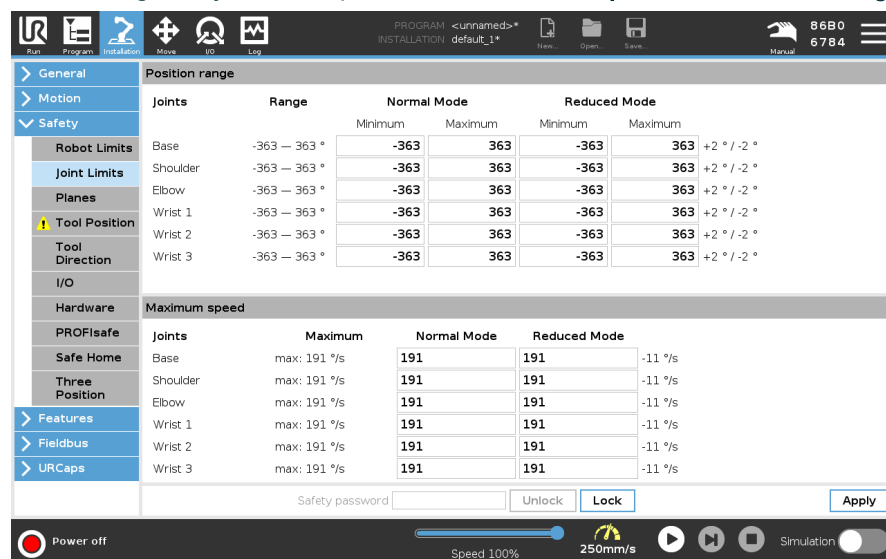 PROGRAM <unnamed>*
INSTALLATION default_1*
Run Program Installation Move I/O Log New... Open... Save... Manual
86B0
6784
General
Motion
Safety
Robot Limits
Joint Limits
Planes
Tool Position
Tool
Direction
I/O
Hardware
PROFIsafe
Safe Home
Three
Position
Features
Fieldbus
URCaps
Position range
Joints Range Normal Mode Reduced Mode
Minimum Maximum Minimum Maximum
Base -363 — 363 ° -363 363 -363 363 +2 ° / -2 °
Shoulder -363 — 363 ° -363 363 -363 363 +2 ° / -2 °
Elbow -363 — 363 ° -363 363 -363 363 +2 ° / -2 °
Wrist 1 -363 — 363 ° -363 363 -363 363 +2 ° / -2 °
Wrist 2 -363 — 363 ° -363 363 -363 363 +2 ° / -2 °
Wrist 3 -363 — 363 ° -363 363 -363 363 +2 ° / -2 °
Maximum speed
Joints Maximum Normal Mode Reduced Mode
Base max: 191 °/s 191 191 -11 °/s
Shoulder max: 191 °/s 191 191 -11 °/s
Elbow max: 191 °/s 191 191 -11 °/s
Wrist 1 max: 191 °/s 191 191 -11 °/s
Wrist 2 max: 191 °/s 191 191 -11 °/s
Wrist 3 max: 191 °/s 191 191 -11 °/s
Safety password Unlock Lock Apply
Power off Speed 100% 250mm/s Simulation